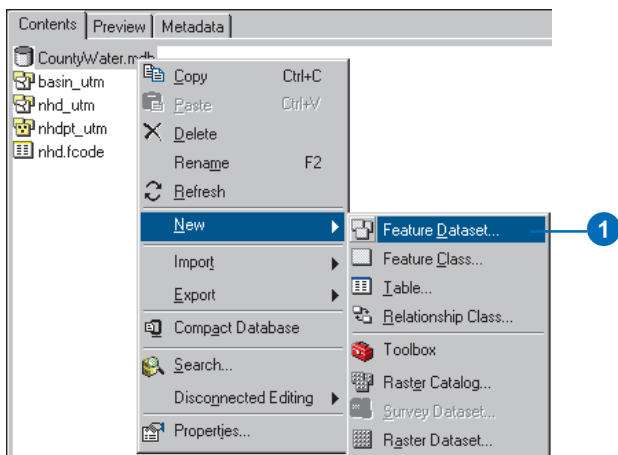 Contents Preview Metadata
CountyWater.mdb
basin_utm
nhd_utm
nhdpt_utm
nhd.fcode
Copy Ctrl+C
Paste Ctrl+V
Delete
Rename F2
Refresh
New
Import
Export
Compact Database
Search...
Disconnected Editing
Properties...
Feature Dataset... 1
Feature Class...
Table...
Relationship Class...
Toolbox
Raster Catalog...
Survey Dataset...
Raster Dataset...